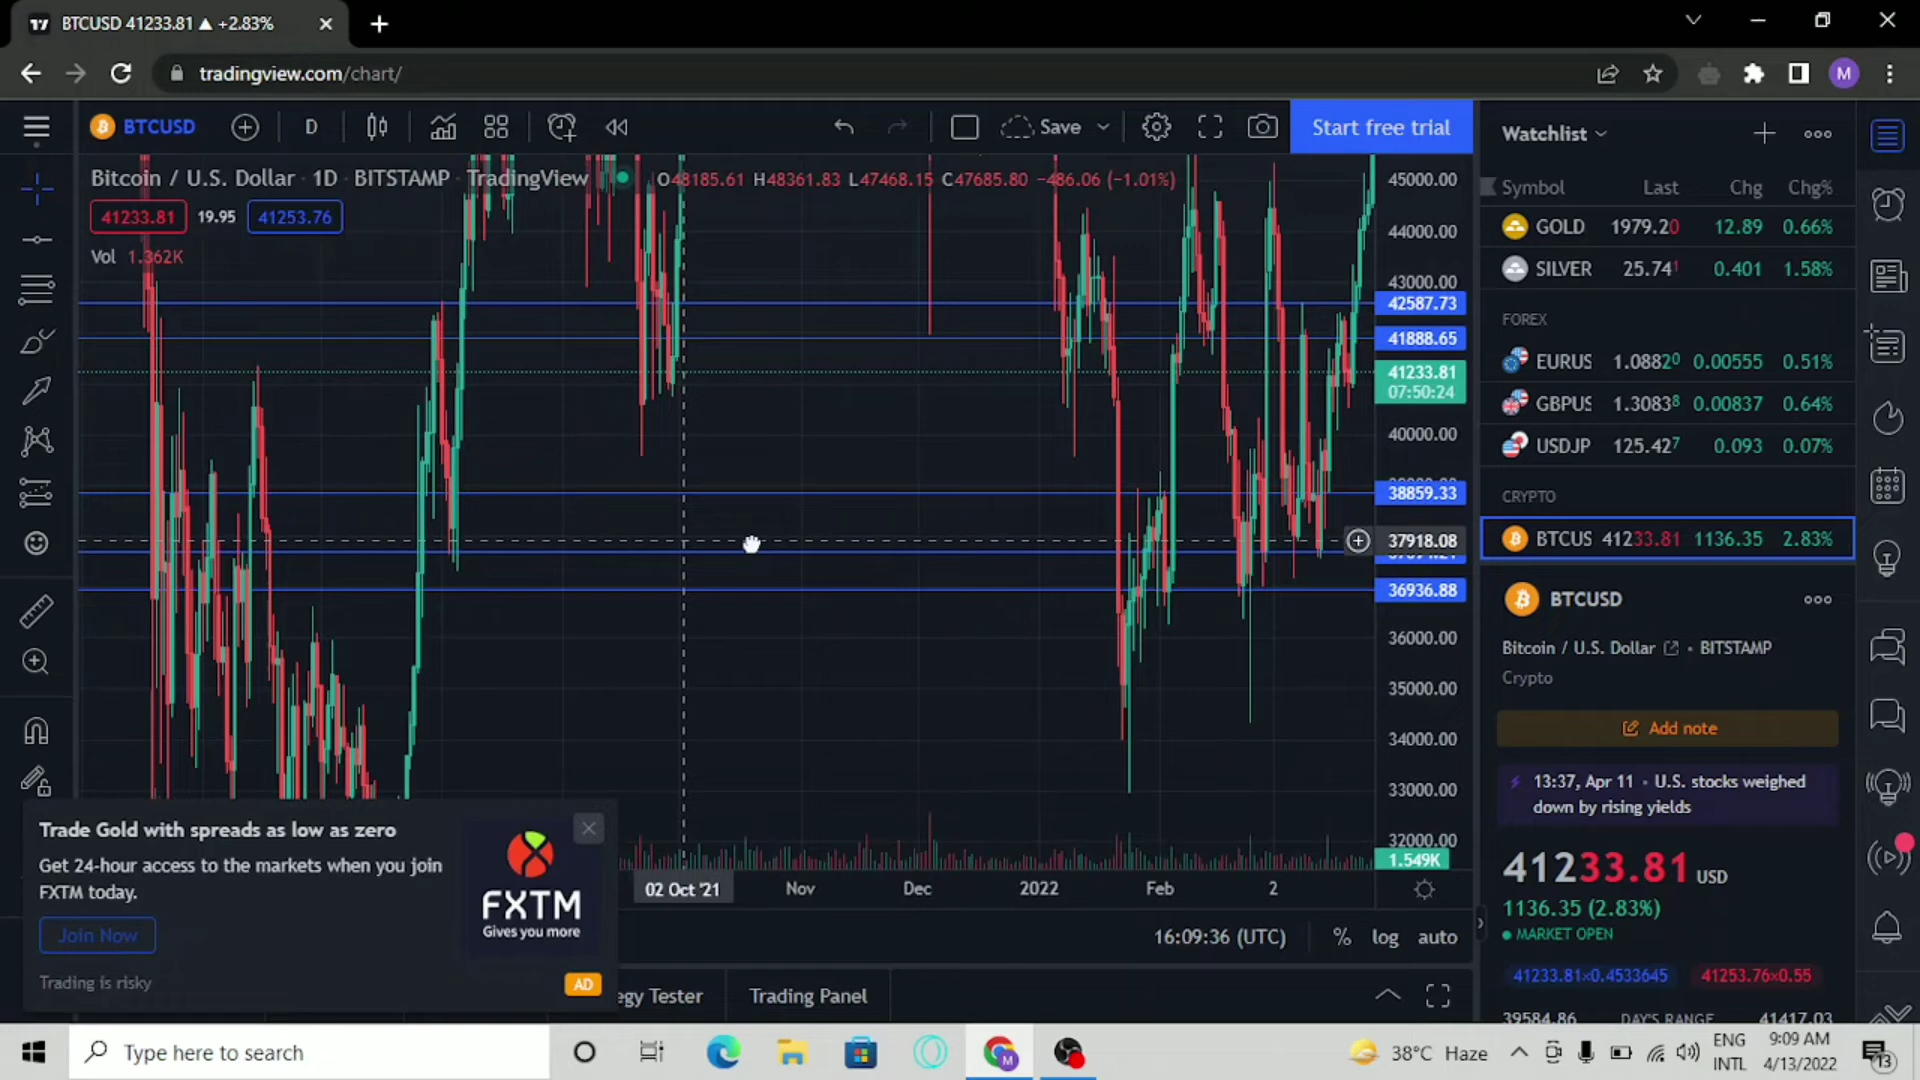 BTCUSD 41233.81 ▲ +2.83%
tradingview.com/chart/
M
BTCUSD
D
Save
Start free trial
Bitcoin / U.S. Dollar · 1D · BITSTAMP · TradingView
O48185.61 H48361.83 L47468.15 C47685.80 −486.06 (−1.01%)
41233.81 19.95 41253.76
Vol 1.362K
45000.00
44000.00
43000.00
42587.73
41888.65
41233.81
07:50:24
40000.00
38859.33
37918.08
36936.88
36000.00
35000.00
34000.00
33000.00
32000.00
1.549K
02 Oct '21 Nov Dec 2022 Feb 2
16:09:36 (UTC) % log auto
egy Tester Trading Panel
Trade Gold with spreads as low as zero
Get 24-hour access to the markets when you join
FXTM today.
Join Now
Trading is risky
FXTM
Gives you more
AD
Watchlist
Symbol Last Chg Chg%
GOLD 1979.20 12.89 0.66%
SILVER 25.741 0.401 1.58%
FOREX
EURUS 1.08820 0.00555 0.51%
GBPUS 1.30838 0.00837 0.64%
USDJP 125.427 0.093 0.07%
CRYPTO
BTCUS 41233.81 1136.35 2.83%
BTCUSD
Bitcoin / U.S. Dollar • BITSTAMP
Crypto
Add note
13:37, Apr 11 • U.S. stocks weighed
down by rising yields
41233.81 USD
1136.35 (2.83%)
MARKET OPEN
41233.81×0.4533645 41253.76×0.55
39584.86 DAY'S RANGE 41417.03
Type here to search
M
38°C Haze
ENG
INTL
9:09 AM
4/13/2022
13